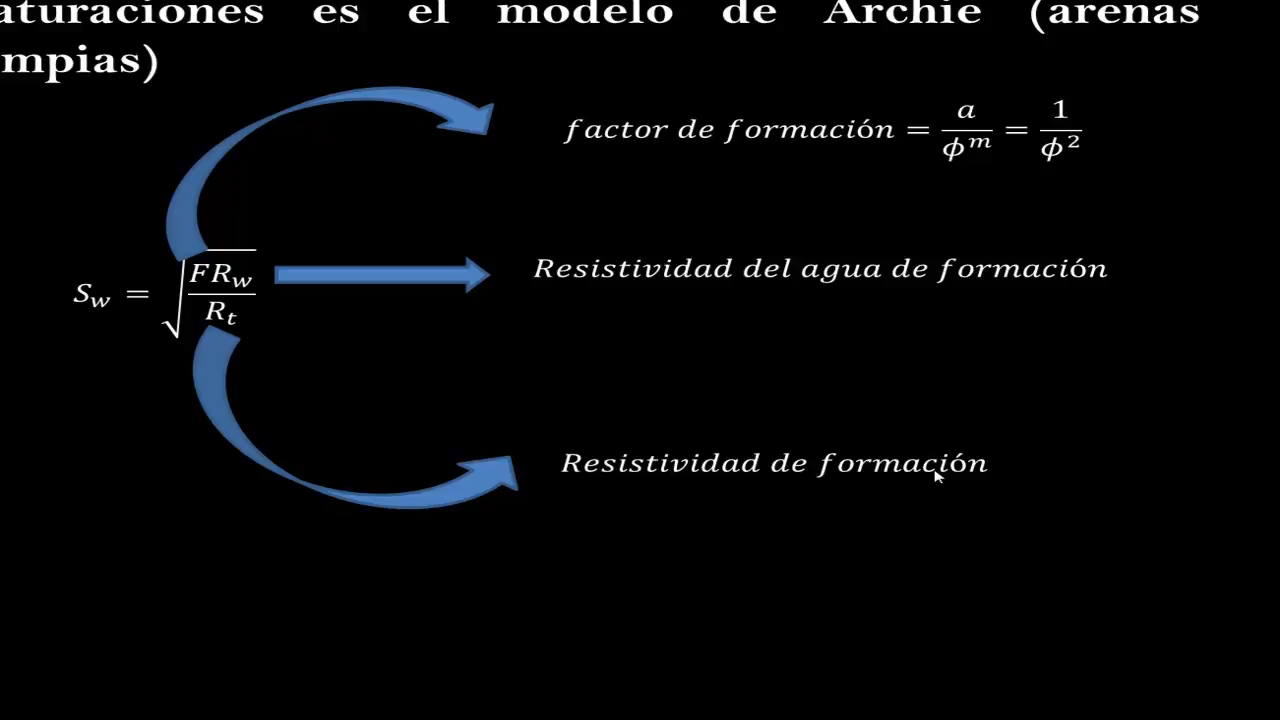 aturaciones es el modelo de Archie (arenas
mpias)
factor de formación = a/ϕ^m = 1/ϕ^2
S_w = √(FR_w/R_t)
Resistividad del agua de formación
Resistividad de formación